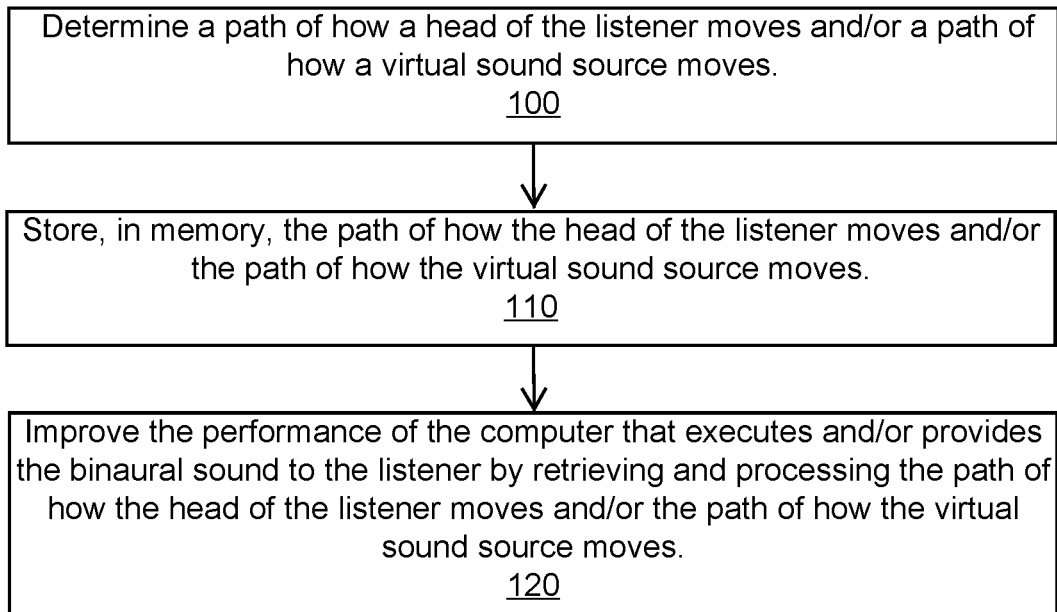 Determine a path of how a head of the listener moves and/or a path of
how a virtual sound source moves.
100
Store, in memory, the path of how the head of the listener moves and/or
the path of how the virtual sound source moves.
110
Improve the performance of the computer that executes and/or provides
the binaural sound to the listener by retrieving and processing the path of
how the head of the listener moves and/or the path of how the virtual
sound source moves.
120